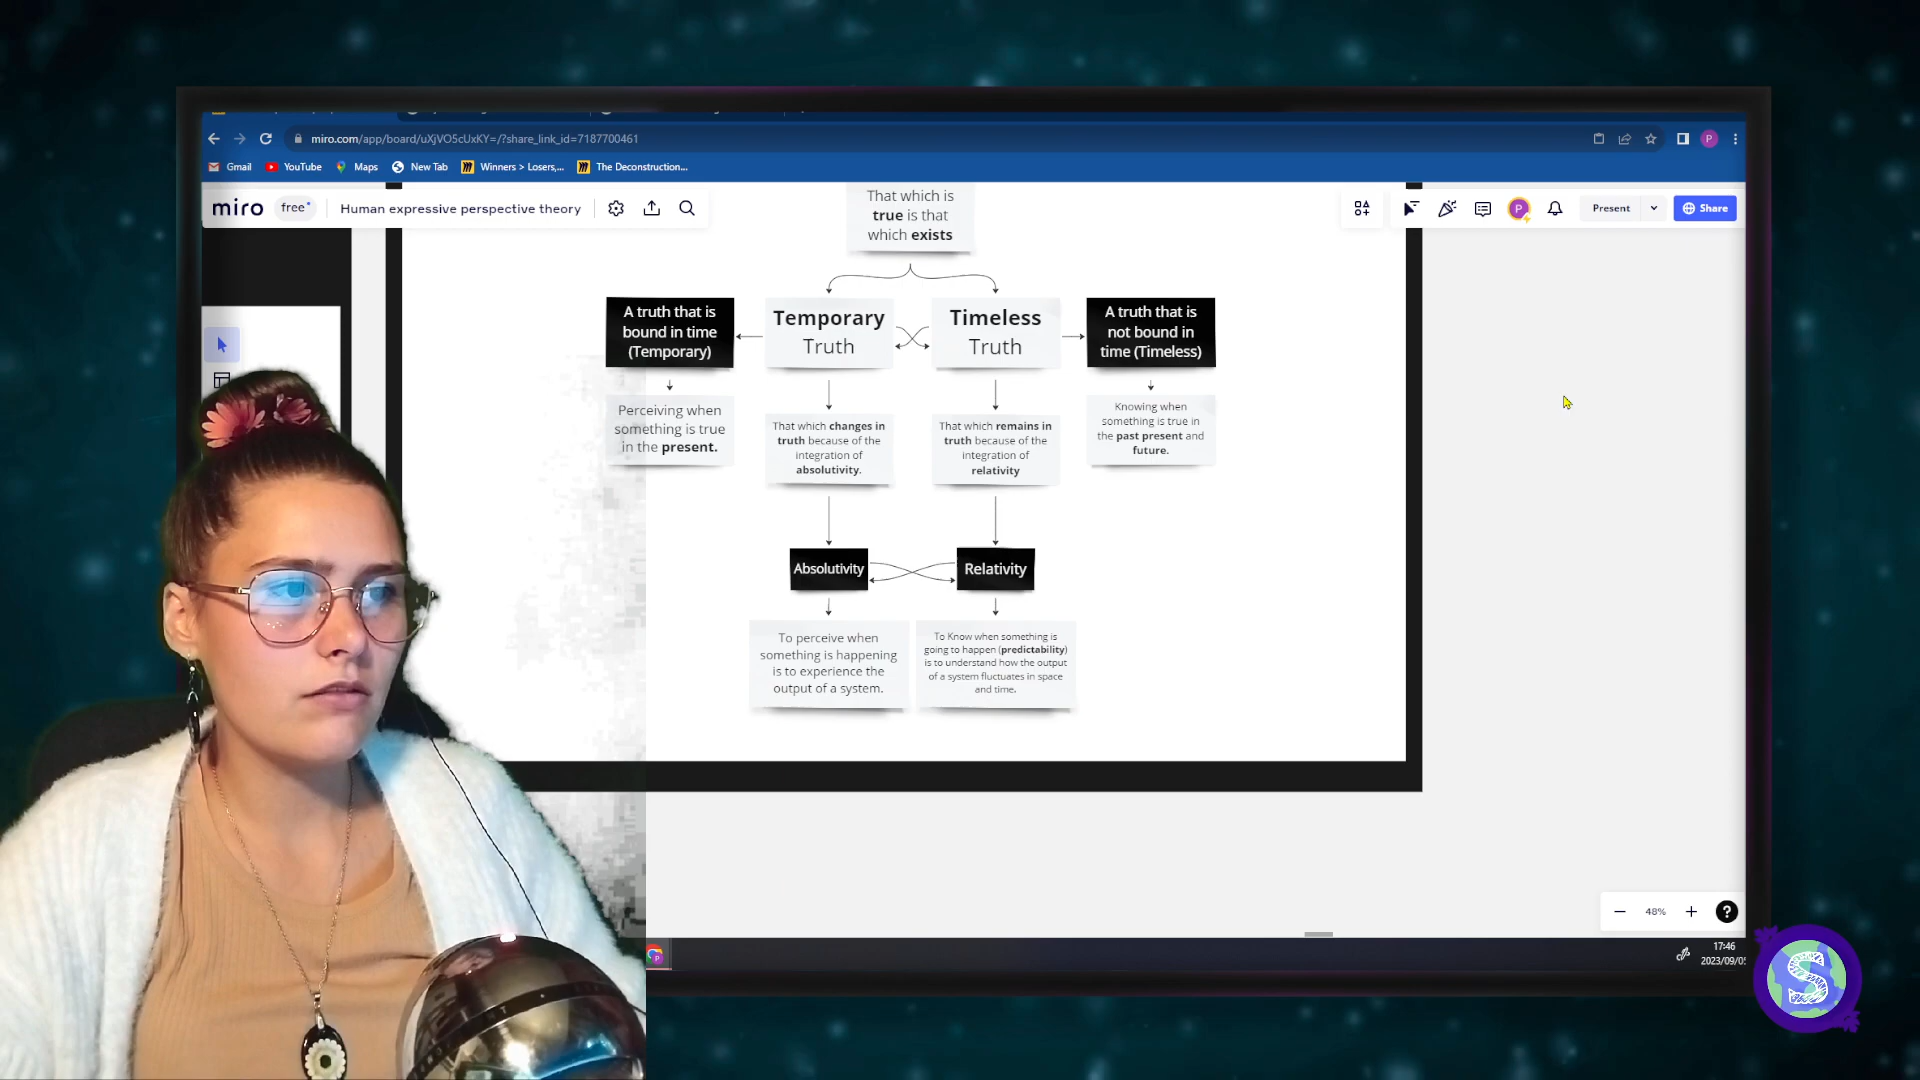 miro.com/app/board/uXjVO5cUxKY=/?share_link_id=7187700461
Gmail
YouTube
Maps
New Tab
Winners > Losers,...
The Deconstruction...
miro
free
Human expressive perspective theory
P
Present
Share
That which is
true is that
which exists
A truth that is
bound in time
(Temporary)
Temporary
Truth
Timeless
Truth
A truth that is
not bound in
time (Timeless)
Perceiving when
something is true
in the present.
That which changes in
truth because of the
integration of
absolutivity.
That which remains in
truth because of the
integration of
relativity
Knowing when
something is true in
the past present and
future.
Absolutivity
Relativity
To perceive when
something is happening
is to experience the
output of a system.
To Know when something is
going to happen (predictability)
is to understand how the output
of a system fluctuates in space
and time.
48%
?
17:46
2023/09/05
S